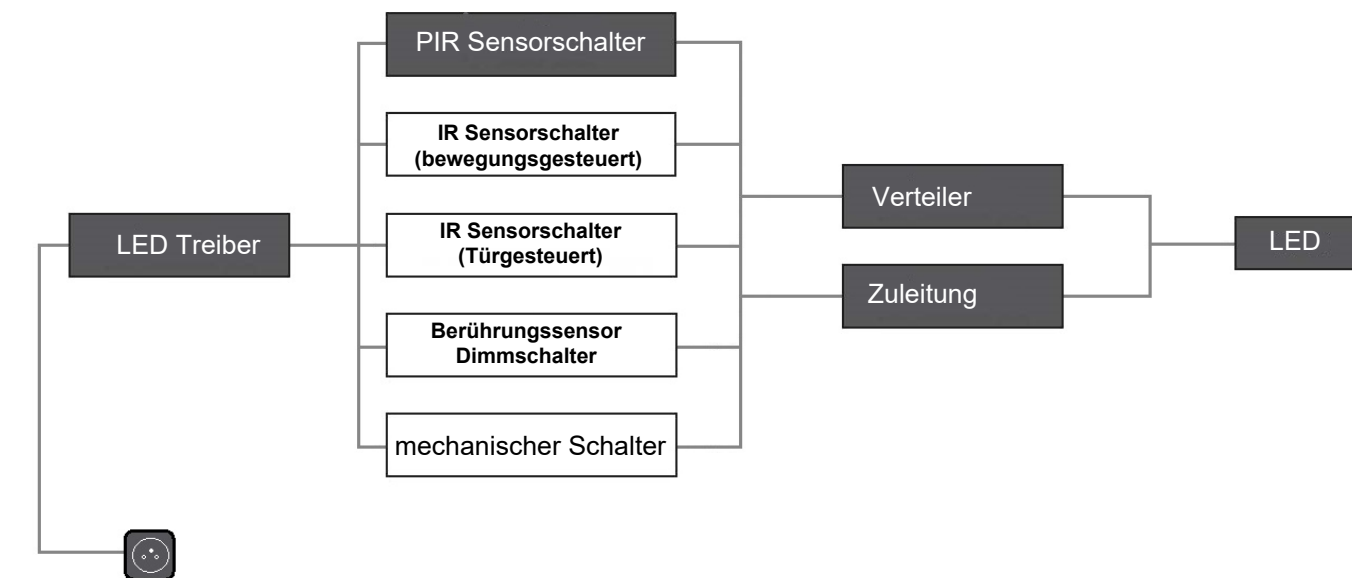 PIR Sensorschalter
IR Sensorschalter
(bewegungsgesteuert)
LED Treiber
IR Sensorschalter
(Türgesteuert)
Berührungssensor
Dimmschalter
mechanischer Schalter
Verteiler
Zuleitung
LED